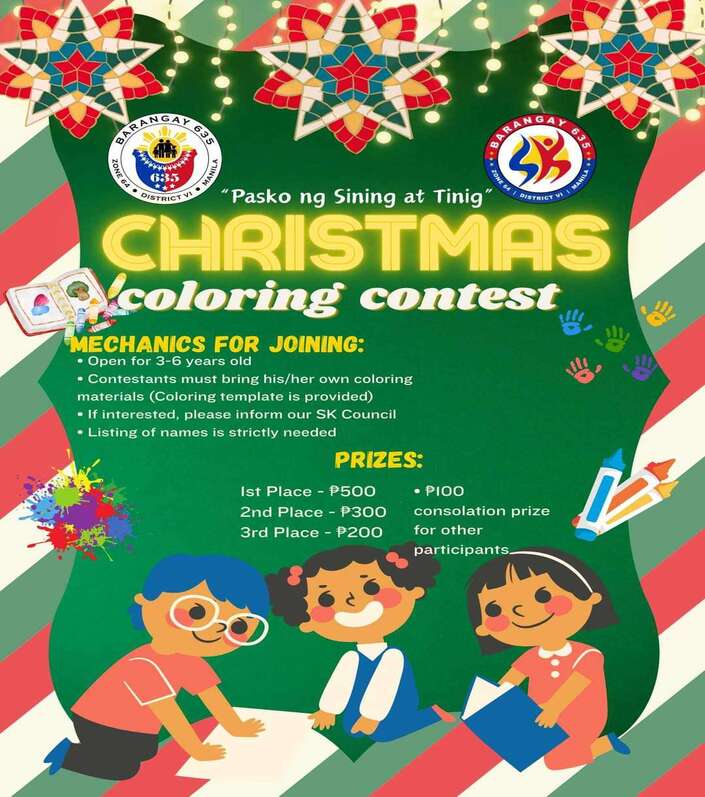 BARANGAY 635
635
ZONE 64 • DISTRICT VI • MANILA
BARANGAY 635
SK
ZONE 64 | DISTRICT VI | MANILA
"Pasko ng Sining at Tinig"
CHRISTMAS
coloring contest
MECHANICS FOR JOINING:
• Open for 3-6 years old
• Contestants must bring his/her own coloring
materials (Coloring template is provided)
• If interested, please inform our SK Council
• Listing of names is strictly needed
PRIZES:
1st Place - ₱500
2nd Place - ₱300
3rd Place - ₱200
• ₱100
consolation prize
for other
participants